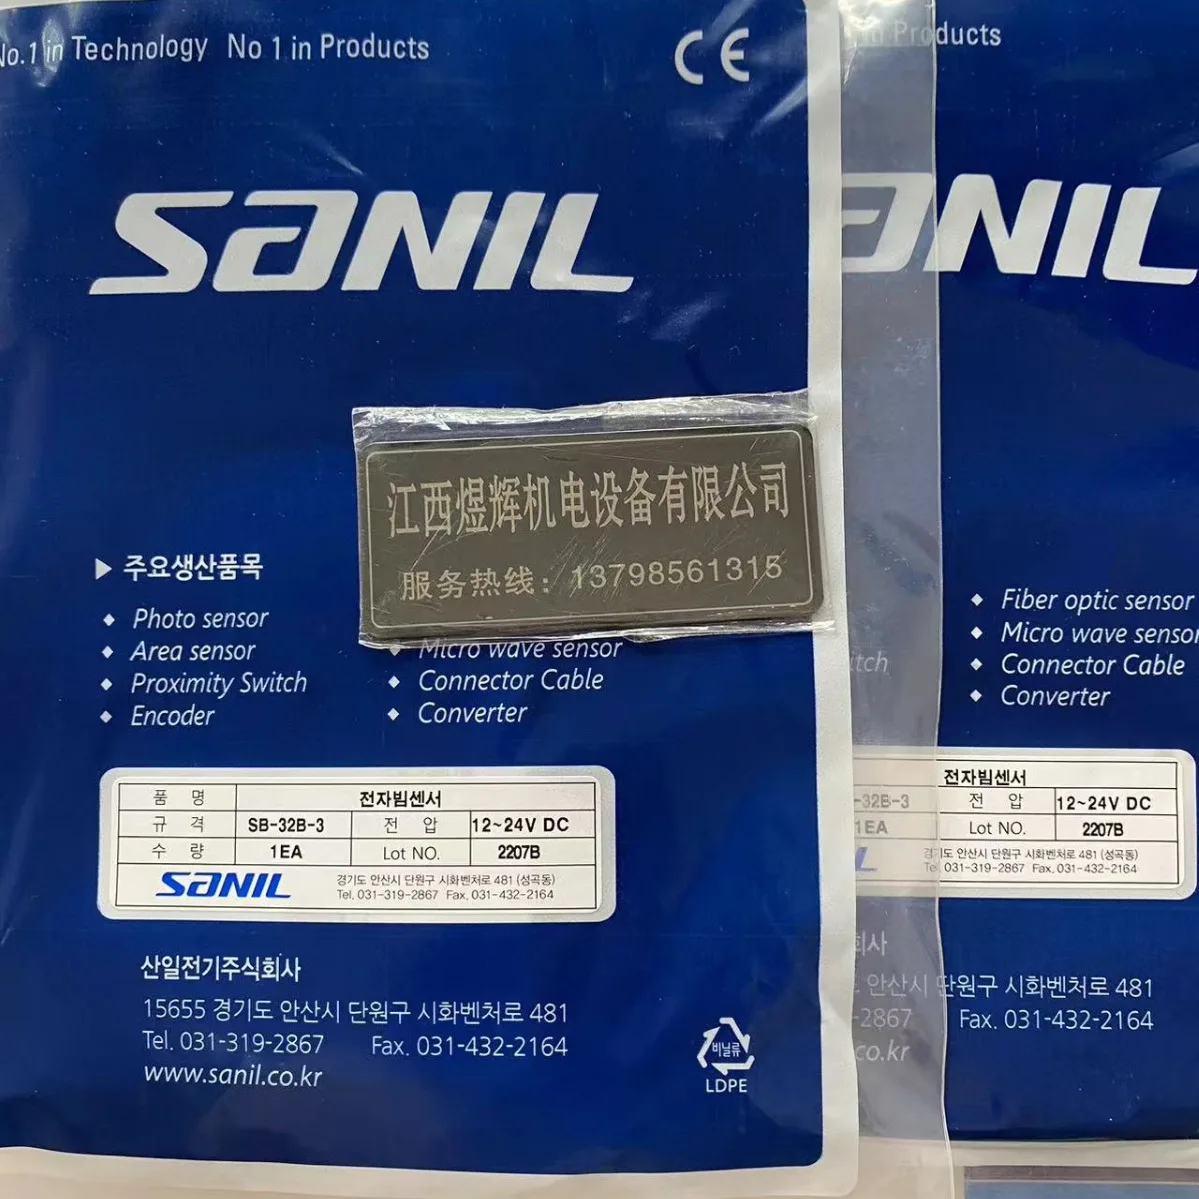 No.1 in Technology No 1 in Products
CE
SANIL
江西煜辉机电设备有限公司
服务热线：13798561315
▶ 주요생산품목
◆ Photo sensor
◆ Area sensor
◆ Proximity Switch
◆ Encoder
◆ Micro wave sensor
◆ Connector Cable
◆ Converter
품 명 전자빔센서
규 격 SB-32B-3 전 압 12~24V DC
수 량 1EA Lot NO. 2207B
SANIL 경기도 안산시 단원구 시화벤처로 481 (성곡동)
Tel. 031-319-2867 Fax. 031-432-2164
산일전기주식회사
15655 경기도 안산시 단원구 시화벤처로 481
Tel. 031-319-2867 Fax. 031-432-2164
www.sanil.co.kr
비닐류
LDPE
in Products
ANIL
◆ Fiber optic sensor
◆ Micro wave sensor
◆ Connector Cable
◆ Converter
itch
전자빔센서
-32B-3 전 압 12~24V DC
1EA Lot NO. 2207B
L 경기도 안산시 단원구 시화벤처로 481 (성곡동)
Tel. 031-319-2867 Fax. 031-432-2164
회사
안산시 단원구 시화벤처로 481
-2867 Fax. 031-432-2164
co.kr